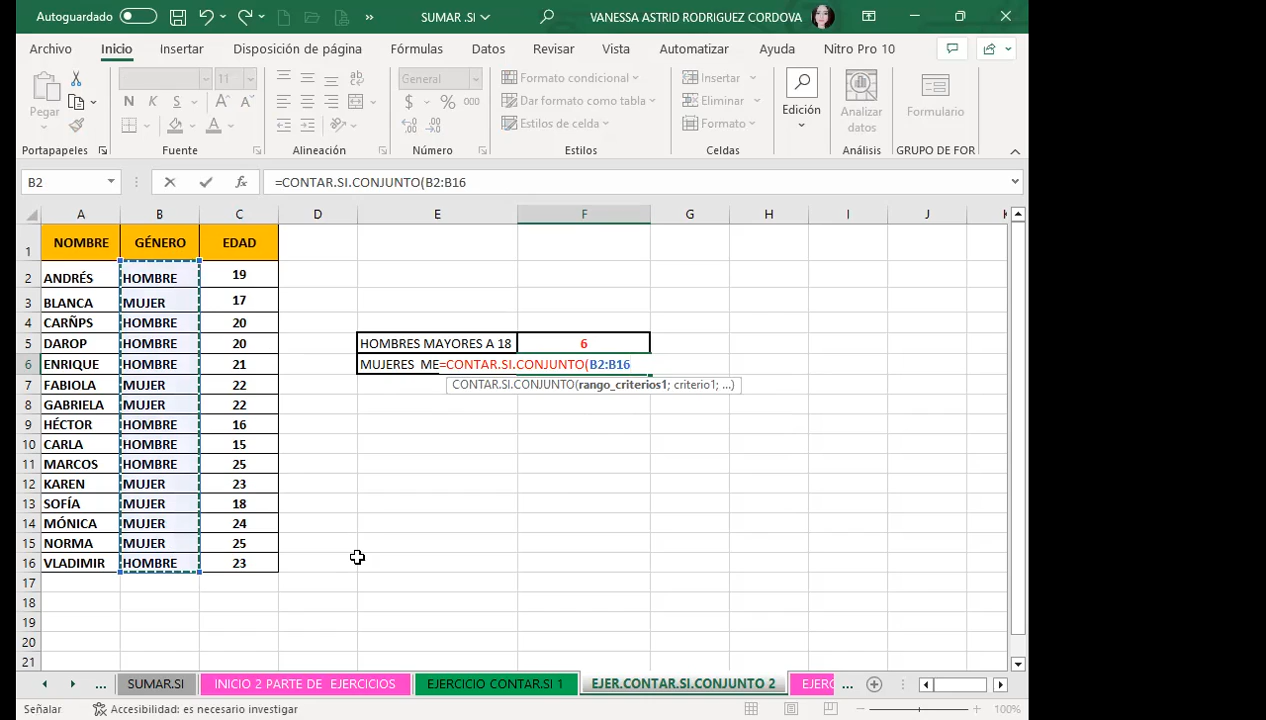 Autoguardado
SUMAR .SI
VANESSA ASTRID RODRIGUEZ CORDOVA
Archivo Inicio Insertar Disposición de página Fórmulas Datos Revisar Vista Automatizar Ayuda Nitro Pro 10
Pegar
11
N K S A A
General
$ % 000
Formato condicional
Dar formato como tabla
Estilos de celda
Insertar
Eliminar
Formato
Edición
Analizar datos
Formulario
Portapapeles Fuente Alineación Número Estilos Celdas Análisis GRUPO DE FOR
B2 fx =CONTAR.SI.CONJUNTO(B2:B16
A B C D E F G H I J K
1 NOMBRE GÉNERO EDAD
2 ANDRÉS HOMBRE 19
3 BLANCA MUJER 17
4 CARÑPS HOMBRE 20
5 DAROP HOMBRE 20 HOMBRES MAYORES A 18 6
6 ENRIQUE HOMBRE 21 MUJERES ME=CONTAR.SI.CONJUNTO(B2:B16
CONTAR.SI.CONJUNTO(rango_criterios1; criterio1; ...)
7 FABIOLA MUJER 22
8 GABRIELA MUJER 22
9 HÉCTOR HOMBRE 16
10 CARLA HOMBRE 15
11 MARCOS HOMBRE 25
12 KAREN MUJER 23
13 SOFÍA MUJER 18
14 MÓNICA MUJER 24
15 NORMA MUJER 25
16 VLADIMIR HOMBRE 23
17
18
19
20
21
... SUMAR.SI INICIO 2 PARTE DE EJERCICIOS EJERCICIO CONTAR.SI 1 EJER.CONTAR.SI.CONJUNTO 2 EJERC ...
Señalar Accesibilidad: es necesario investigar 100%